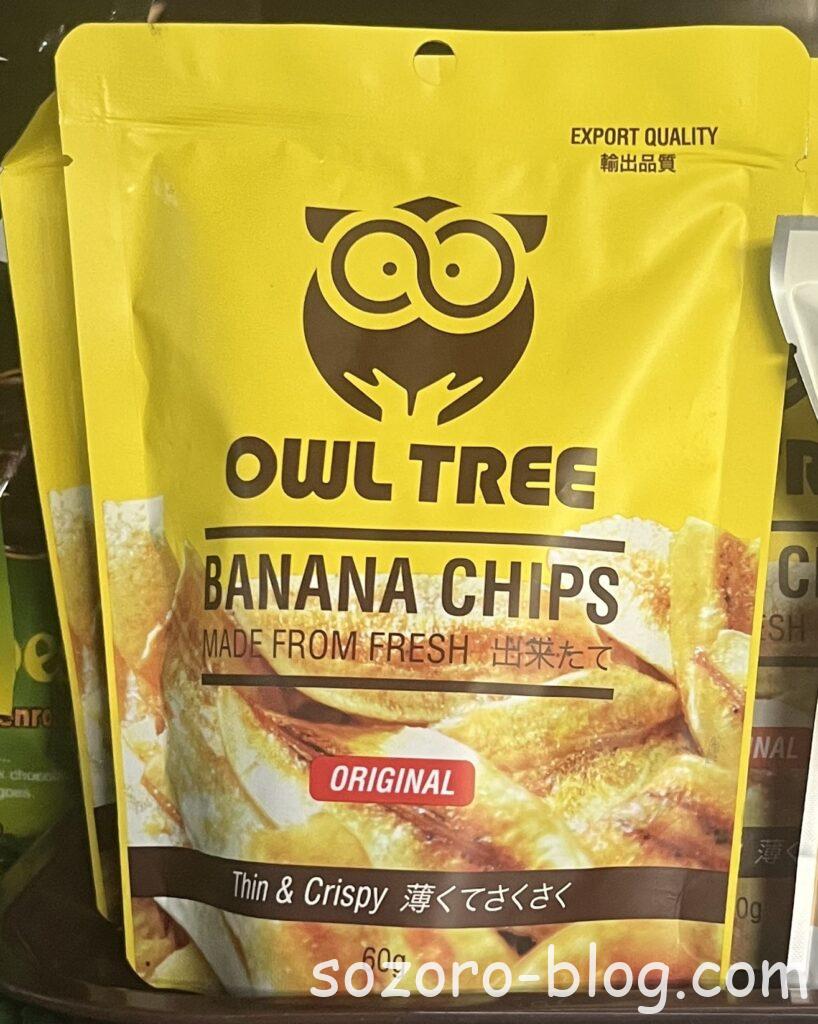 EXPORT QUALITY
輸出品質
OWL TREE
BANANA CHIPS
MADE FROM FRESH 出来たて
ORIGINAL
Thin & Crispy 薄くてさくさく
60g
sozoro-blog.com